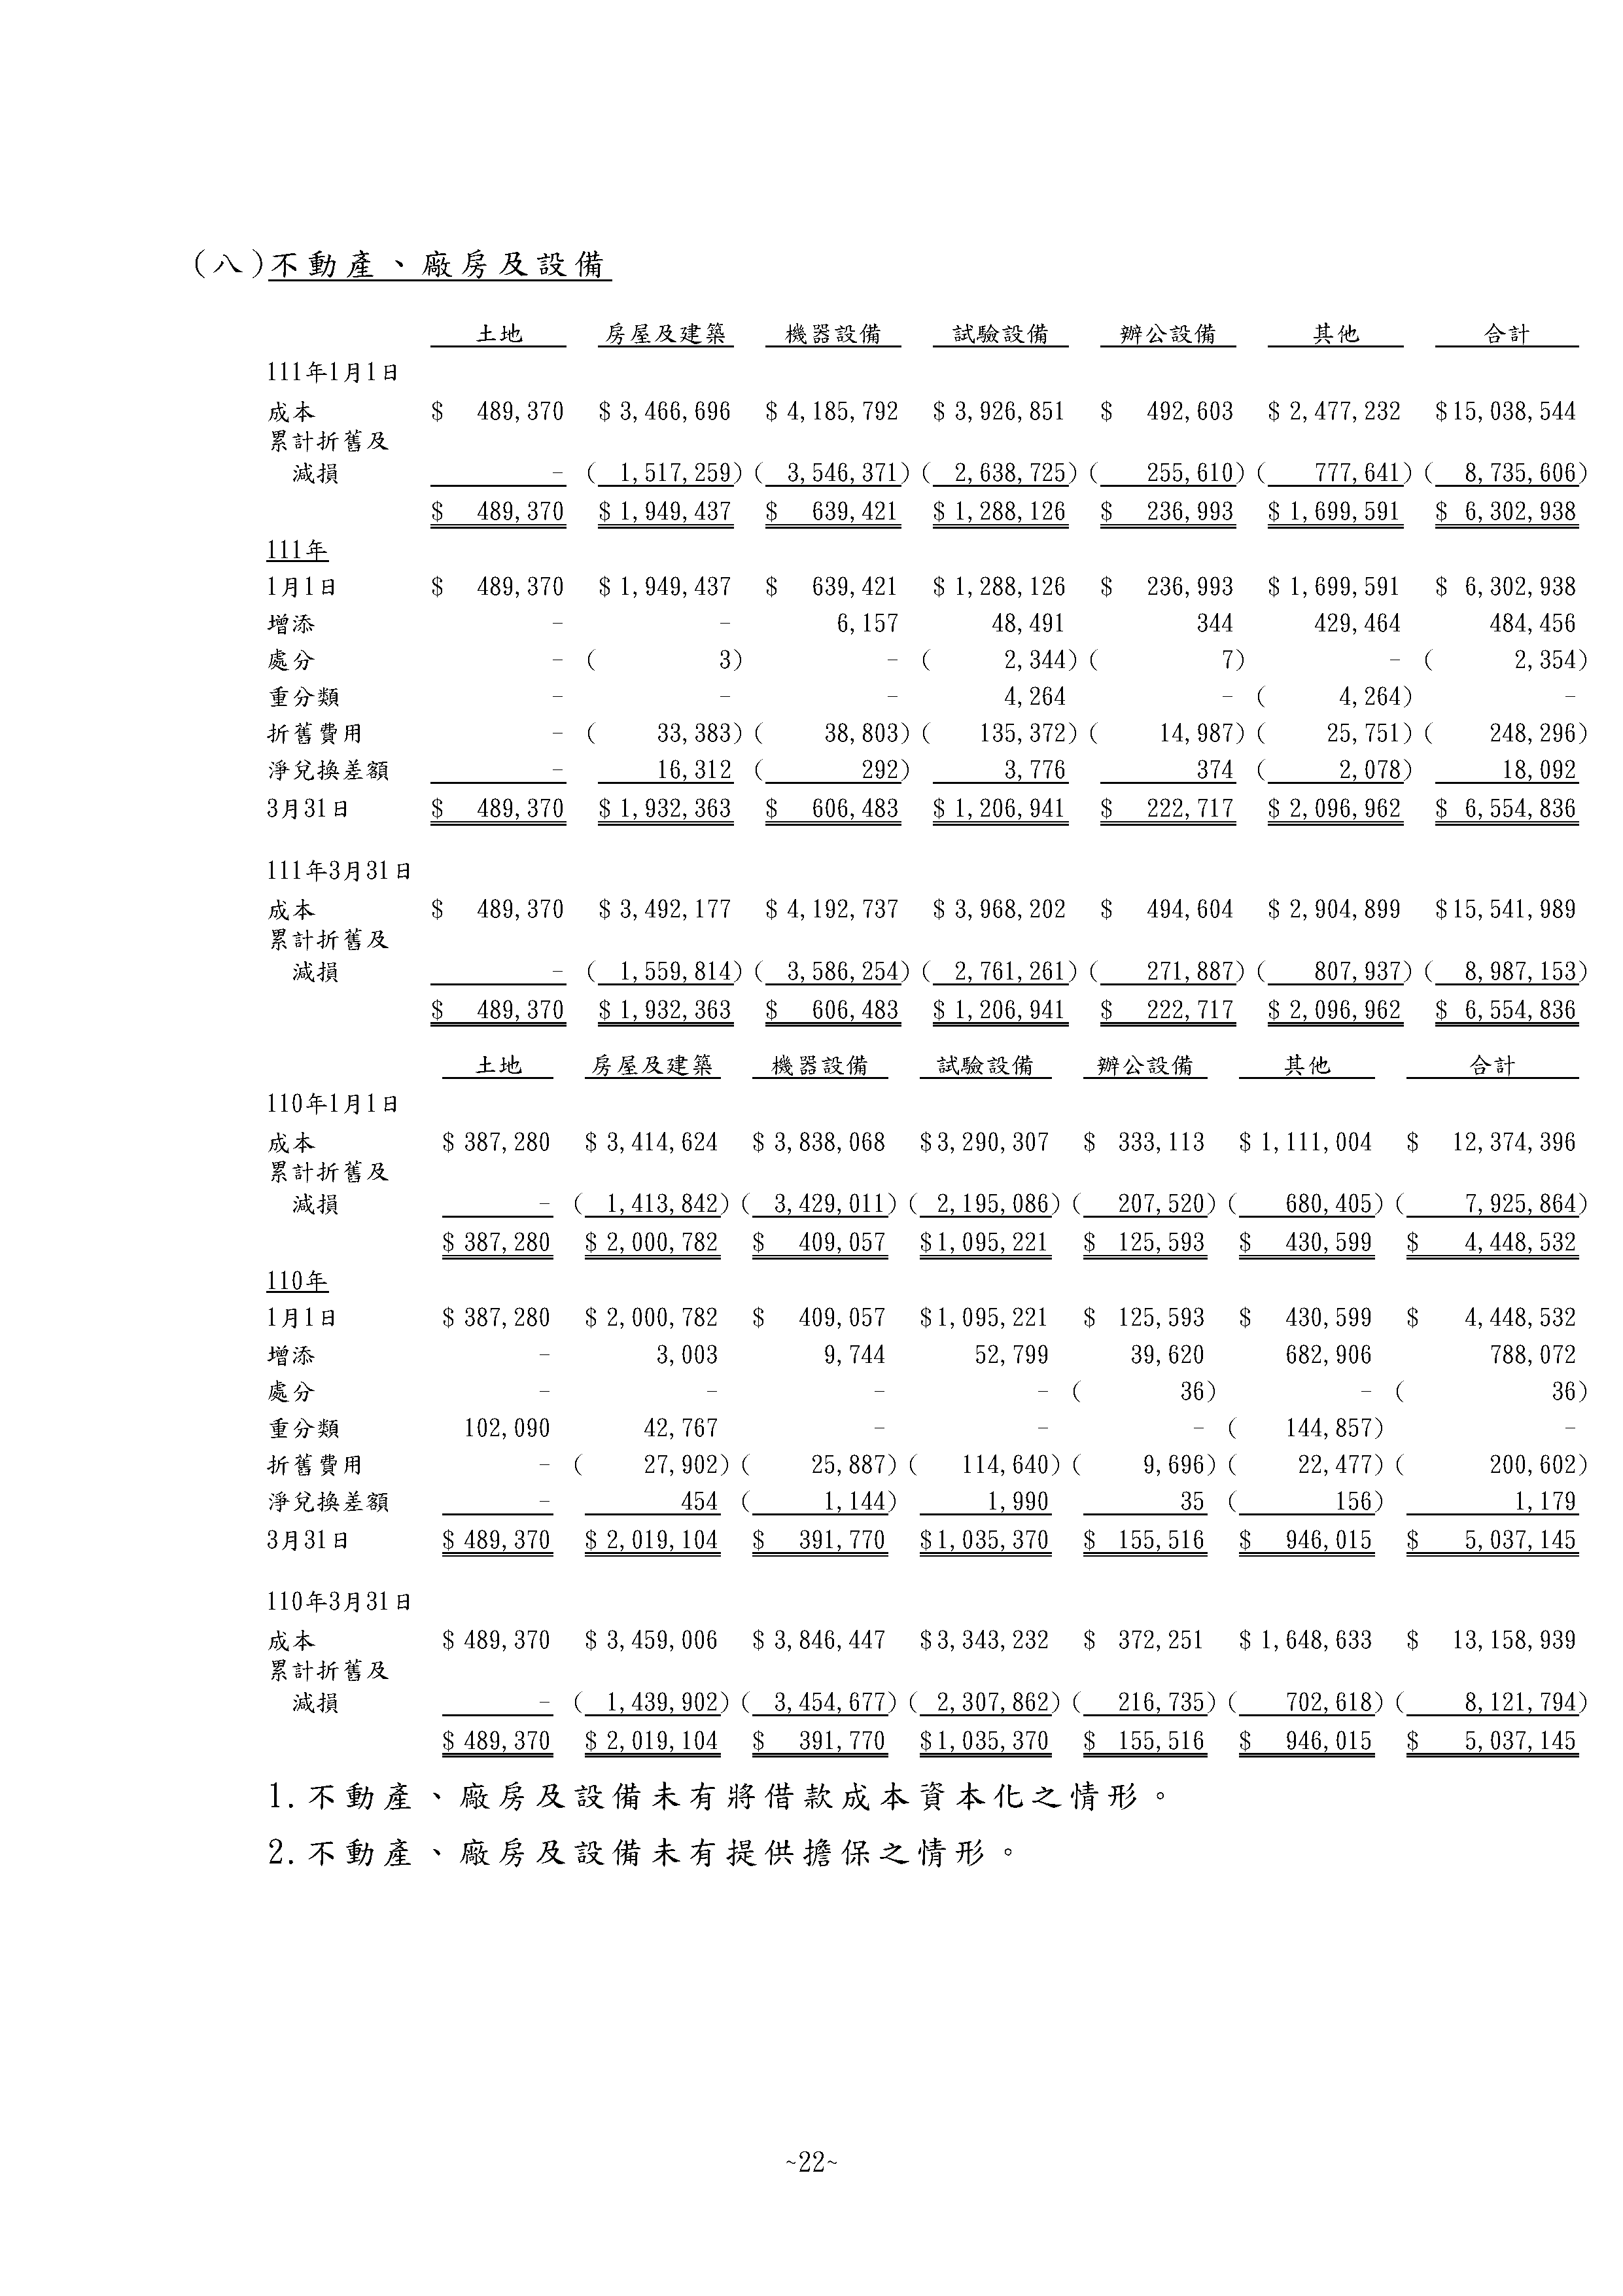 (八)不動產、廠房及設備
土地 房屋及建築 機器設備 試驗設備 辦公設備 其他 合計
111年1月1日
成本 $ 489,370 $ 3,466,696 $ 4,185,792 $ 3,926,851 $ 492,603 $ 2,477,232 $15,038,544
累計折舊及
減損 - ( 1,517,259) ( 3,546,371) ( 2,638,725) ( 255,610) ( 777,641) ( 8,735,606)
$ 489,370 $ 1,949,437 $ 639,421 $ 1,288,126 $ 236,993 $ 1,699,591 $ 6,302,938
111年
1月1日 $ 489,370 $ 1,949,437 $ 639,421 $ 1,288,126 $ 236,993 $ 1,699,591 $ 6,302,938
增添 - - 6,157 48,491 344 429,464 484,456
處分 - ( 3) - ( 2,344) ( 7) - ( 2,354)
重分類 - - - 4,264 - ( 4,264) -
折舊費用 - ( 33,383) ( 38,803) ( 135,372) ( 14,987) ( 25,751) ( 248,296)
淨兌換差額 - 16,312 ( 292) 3,776 374 ( 2,078) 18,092
3月31日 $ 489,370 $ 1,932,363 $ 606,483 $ 1,206,941 $ 222,717 $ 2,096,962 $ 6,554,836
111年3月31日
成本 $ 489,370 $ 3,492,177 $ 4,192,737 $ 3,968,202 $ 494,604 $ 2,904,899 $15,541,989
累計折舊及
減損 - ( 1,559,814) ( 3,586,254) ( 2,761,261) ( 271,887) ( 807,937) ( 8,987,153)
$ 489,370 $ 1,932,363 $ 606,483 $ 1,206,941 $ 222,717 $ 2,096,962 $ 6,554,836
土地 房屋及建築 機器設備 試驗設備 辦公設備 其他 合計
110年1月1日
成本 $ 387,280 $ 3,414,624 $ 3,838,068 $3,290,307 $ 333,113 $ 1,111,004 $ 12,374,396
累計折舊及
減損 - ( 1,413,842) ( 3,429,011) ( 2,195,086) ( 207,520) ( 680,405) ( 7,925,864)
$ 387,280 $ 2,000,782 $ 409,057 $1,095,221 $ 125,593 $ 430,599 $ 4,448,532
110年
1月1日 $ 387,280 $ 2,000,782 $ 409,057 $1,095,221 $ 125,593 $ 430,599 $ 4,448,532
增添 - 3,003 9,744 52,799 39,620 682,906 788,072
處分 - - - - ( 36) - ( 36)
重分類 102,090 42,767 - - - ( 144,857) -
折舊費用 - ( 27,902) ( 25,887) ( 114,640) ( 9,696) ( 22,477) ( 200,602)
淨兌換差額 - 454 ( 1,144) 1,990 35 ( 156) 1,179
3月31日 $ 489,370 $ 2,019,104 $ 391,770 $1,035,370 $ 155,516 $ 946,015 $ 5,037,145
110年3月31日
成本 $ 489,370 $ 3,459,006 $ 3,846,447 $3,343,232 $ 372,251 $ 1,648,633 $ 13,158,939
累計折舊及
減損 - ( 1,439,902) ( 3,454,677) ( 2,307,862) ( 216,735) ( 702,618) ( 8,121,794)
$ 489,370 $ 2,019,104 $ 391,770 $1,035,370 $ 155,516 $ 946,015 $ 5,037,145
1.不動產、廠房及設備未有將借款成本資本化之情形。
2.不動產、廠房及設備未有提供擔保之情形。
~22~